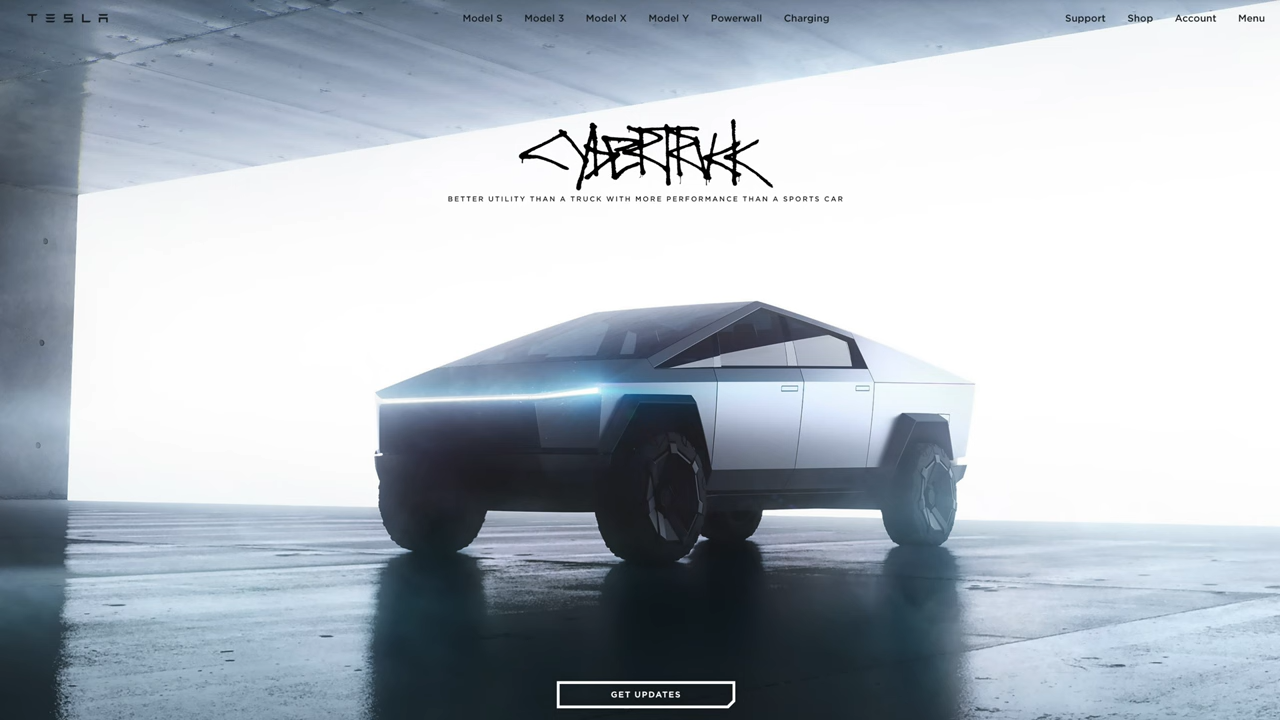 TESLA Model S Model 3 Model X Model Y Powerwall Charging Support Shop Account Menu
CYBERTRUCK
BETTER UTILITY THAN A TRUCK WITH MORE PERFORMANCE THAN A SPORTS CAR
GET UPDATES